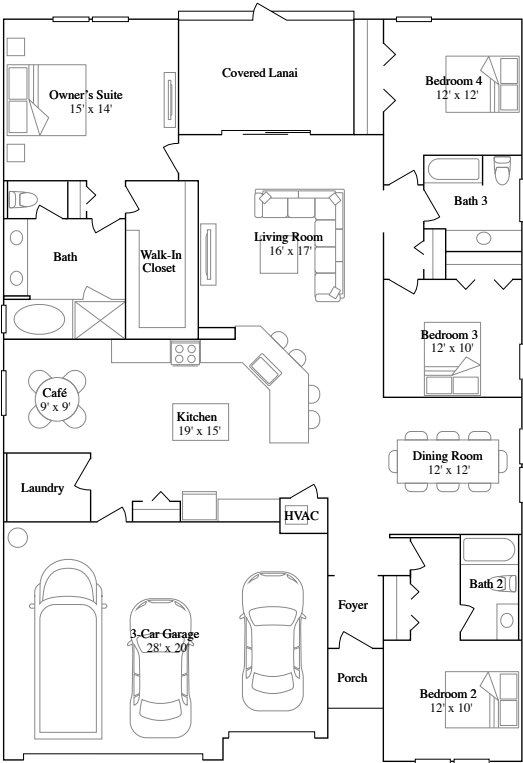 Covered Lanai
Owner's Suite
15' x 14'
Bedroom 4
12' x 12'
Bath 3
Living Room
16' x 17'
Bath
Walk-In
Closet
Bedroom 3
12' x 10'
Café
9' x 9'
Kitchen
19' x 15'
Dining Room
12' x 12'
Laundry
HVAC
Bath 2
Foyer
3-Car Garage
28' x 20'
Porch
Bedroom 2
12' x 10'